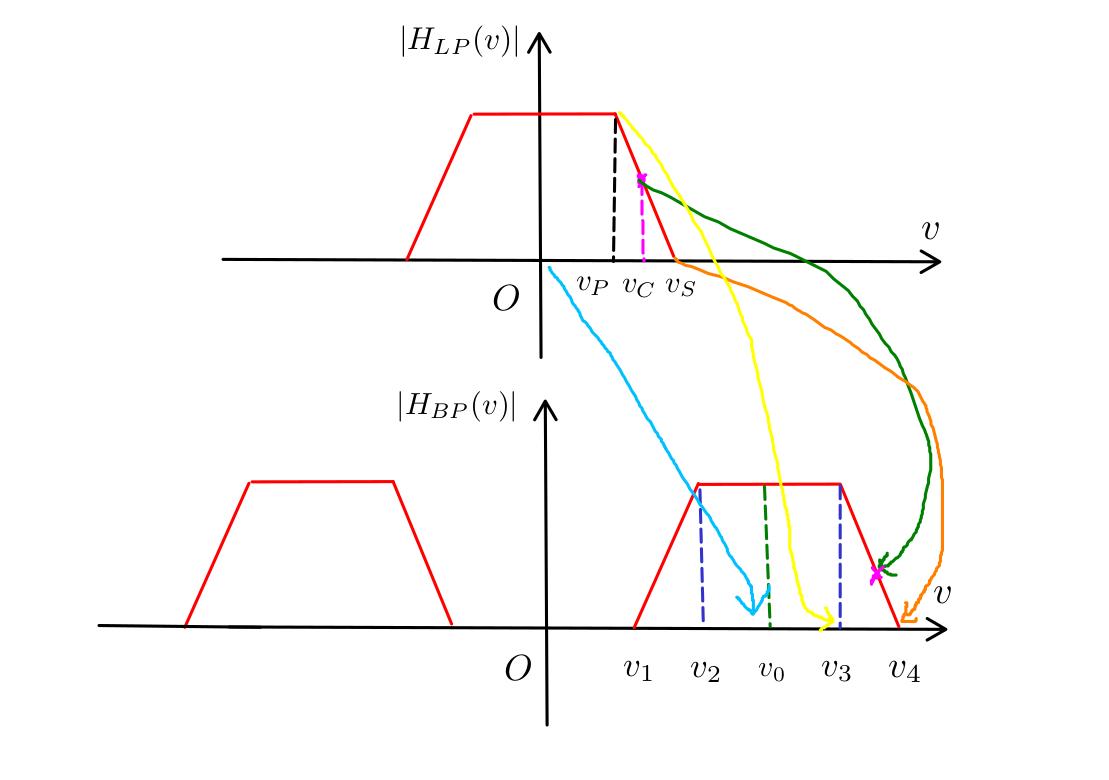 |H_{LP}(v)|
v
v_P v_C v_S
O
|H_{BP}(v)|
v
O v_1 v_2 v_0 v_3 v_4